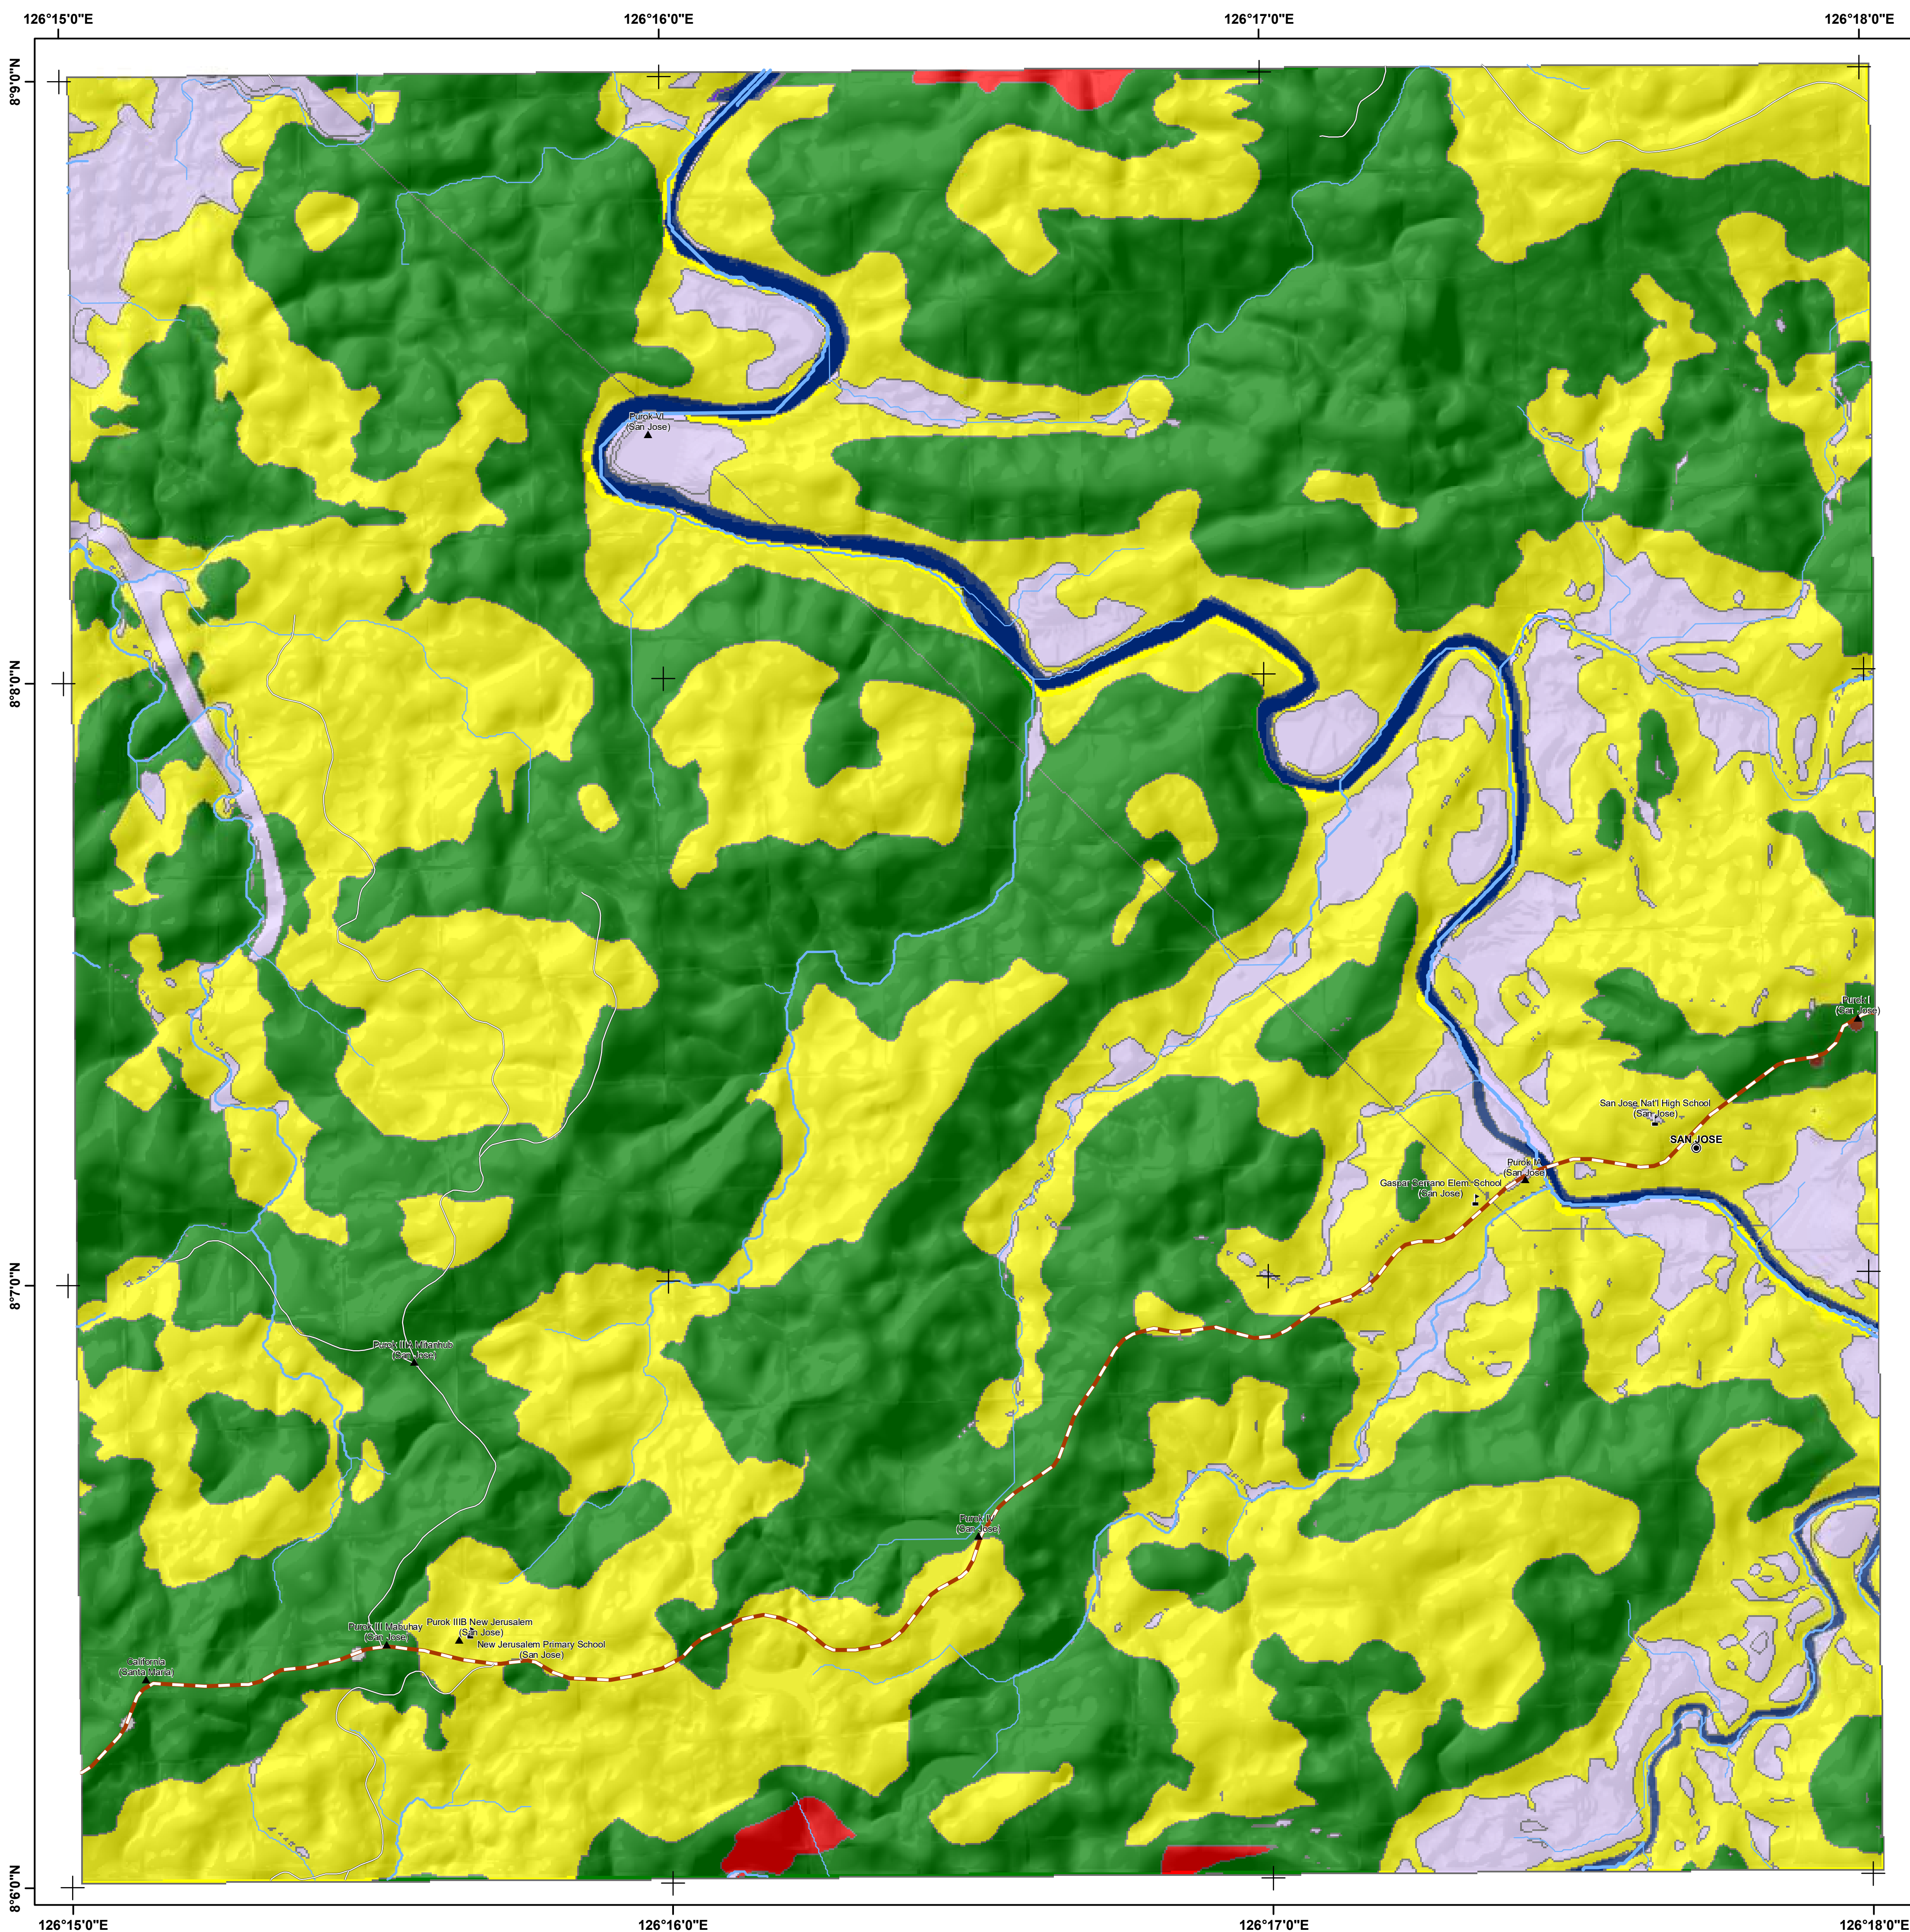 126°15'0"E
126°16'0"E
126°17'0"E
126°18'0"E
8°9'0"N
Purok VI
(San Jose)
8°8'0"N
Purok I
(San Jose)
San Jose Nat'l High School
(San Jose)
SAN JOSE
Purok
(San Jose)
Gaspar Serrano Elem. School
(San Jose)
8°7'0"N
Purok
(San Jose)
Purok
(San Jose)
Purok IIIB New Jerusalem
(San Jose)
Purok III Mabuhay
(San Jose)
New Jerusalem Primary School
(San Jose)
California
(Santa Maria)
8°6'0"N
126°15'0"E
126°16'0"E
126°17'0"E
126°18'0"E